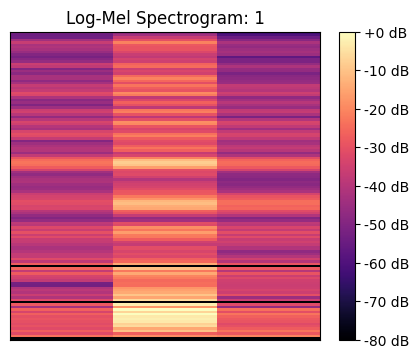 Log-Mel Spectrogram: 1
+0 dB
-10 dB
-20 dB
-30 dB
-40 dB
-50 dB
-60 dB
-70 dB
-80 dB